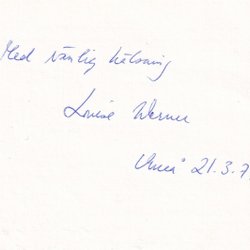 Med vänlig hälsning
Louise Werner
Umeå 21.3.7